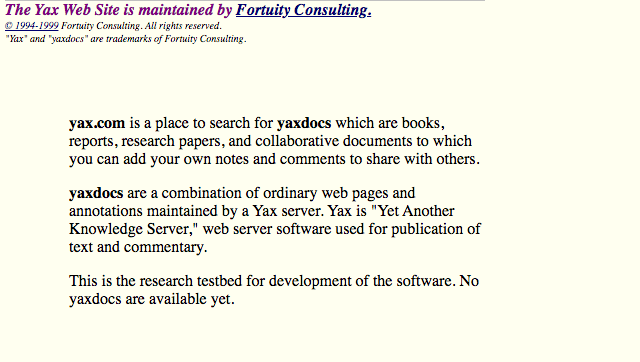 The Yax Web Site is maintained by Fortuity Consulting.
© 1994-1999 Fortuity Consulting. All rights reserved.
"Yax" and "yaxdocs" are trademarks of Fortuity Consulting.
yax.com is a place to search for yaxdocs which are books,
reports, research papers, and collaborative documents to which
you can add your own notes and comments to share with others.
yaxdocs are a combination of ordinary web pages and
annotations maintained by a Yax server. Yax is "Yet Another
Knowledge Server," web server software used for publication of
text and commentary.
This is the research testbed for development of the software. No
yaxdocs are available yet.